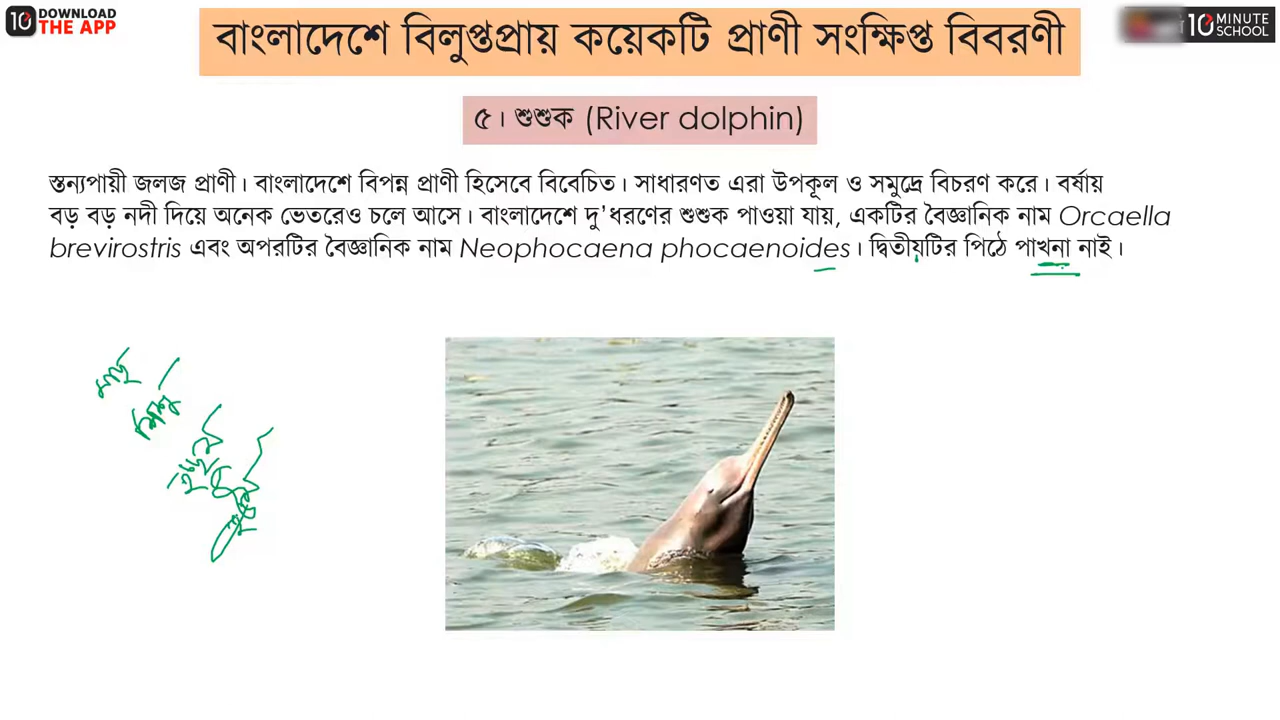 10 DOWNLOAD THE APP
বাংলাদেশে বিলুপ্তপ্রায় কয়েকটি প্রাণী সংক্ষিপ্ত বিবরণী
10 MINUTE SCHOOL
৫। শুশুক (River dolphin)
স্তন্যপায়ী জলজ প্রাণী। বাংলাদেশে বিপন্ন প্রাণী হিসেবে বিবেচিত। সাধারণত এরা উপকূল ও সমুদ্রে বিচরণ করে। বর্ষায়
বড় বড় নদী দিয়ে অনেক ভেতরেও চলে আসে। বাংলাদেশে দু’ধরণের শুশুক পাওয়া যায়, একটির বৈজ্ঞানিক নাম Orcaella
brevirostris এবং অপরটির বৈজ্ঞানিক নাম Neophocaena phocaenoides। দ্বিতীয়টির পিঠে পাখনা নাই।